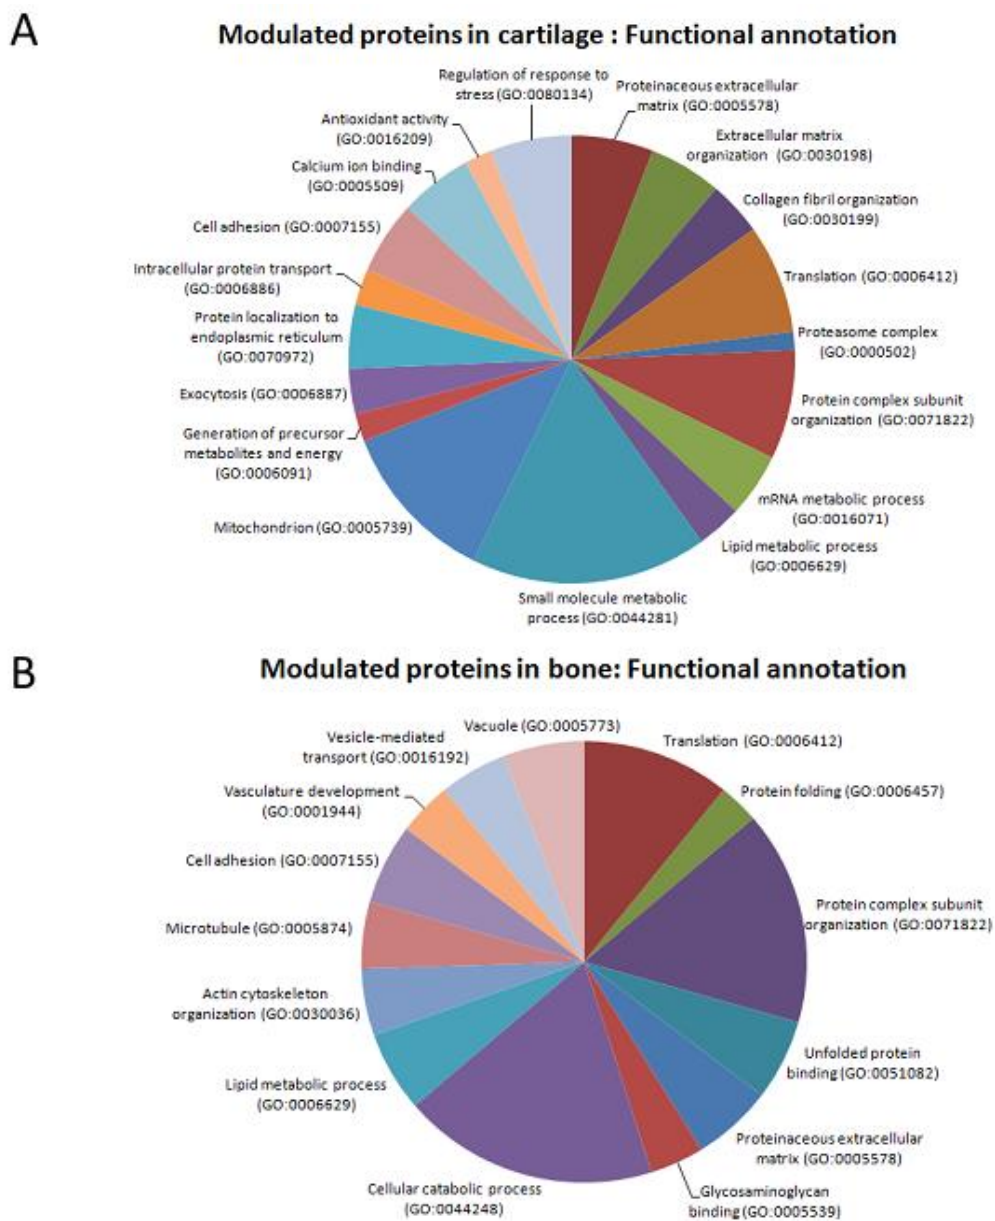 A
Modulated proteins in cartilage : Functional annotation
Regulation of response to
stress (GO:0080134)
Proteinaceous extracellular
matrix (GO:0005578)
Antioxidant activity
(GO:0016209)
Extracellular matrix
organization (GO:0030198)
Calcium ion binding
(GO:0005509)
Collagen fibril organization
(GO:0030199)
Cell adhesion (GO:0007155)
Intracellular protein transport
(GO:0006886)
Translation (GO:0006412)
Protein localization to
endoplasmic reticulum
(GO:0070972)
Proteasome complex
(GO:0000502)
Exocytosis (GO:0006887)
Protein complex subunit
organization (GO:0071822)
Generation of precursor
metabolites and energy
(GO:0006091)
mRNA metabolic process
(GO:0016071)
Mitochondrion (GO:0005739)
Lipid metabolic process
(GO:0006629)
Small molecule metabolic
process (GO:0044281)
B
Modulated proteins in bone: Functional annotation
Vacuole (GO:0005773)
Translation (GO:0006412)
Vesicle-mediated
transport (GO:0016192)
Vasculature development
(GO:0001944)
Protein folding (GO:0006457)
Cell adhesion (GO:0007155)
Protein complex subunit
organization (GO:0071822)
Microtubule (GO:0005874)
Actin cytoskeleton
organization (GO:0030036)
Unfolded protein
binding (GO:0051082)
Lipid metabolic process
(GO:0006629)
Proteinaceous extracellular
matrix (GO:0005578)
Cellular catabolic process
(GO:0044248)
Glycosaminoglycan
binding (GO:0005539)